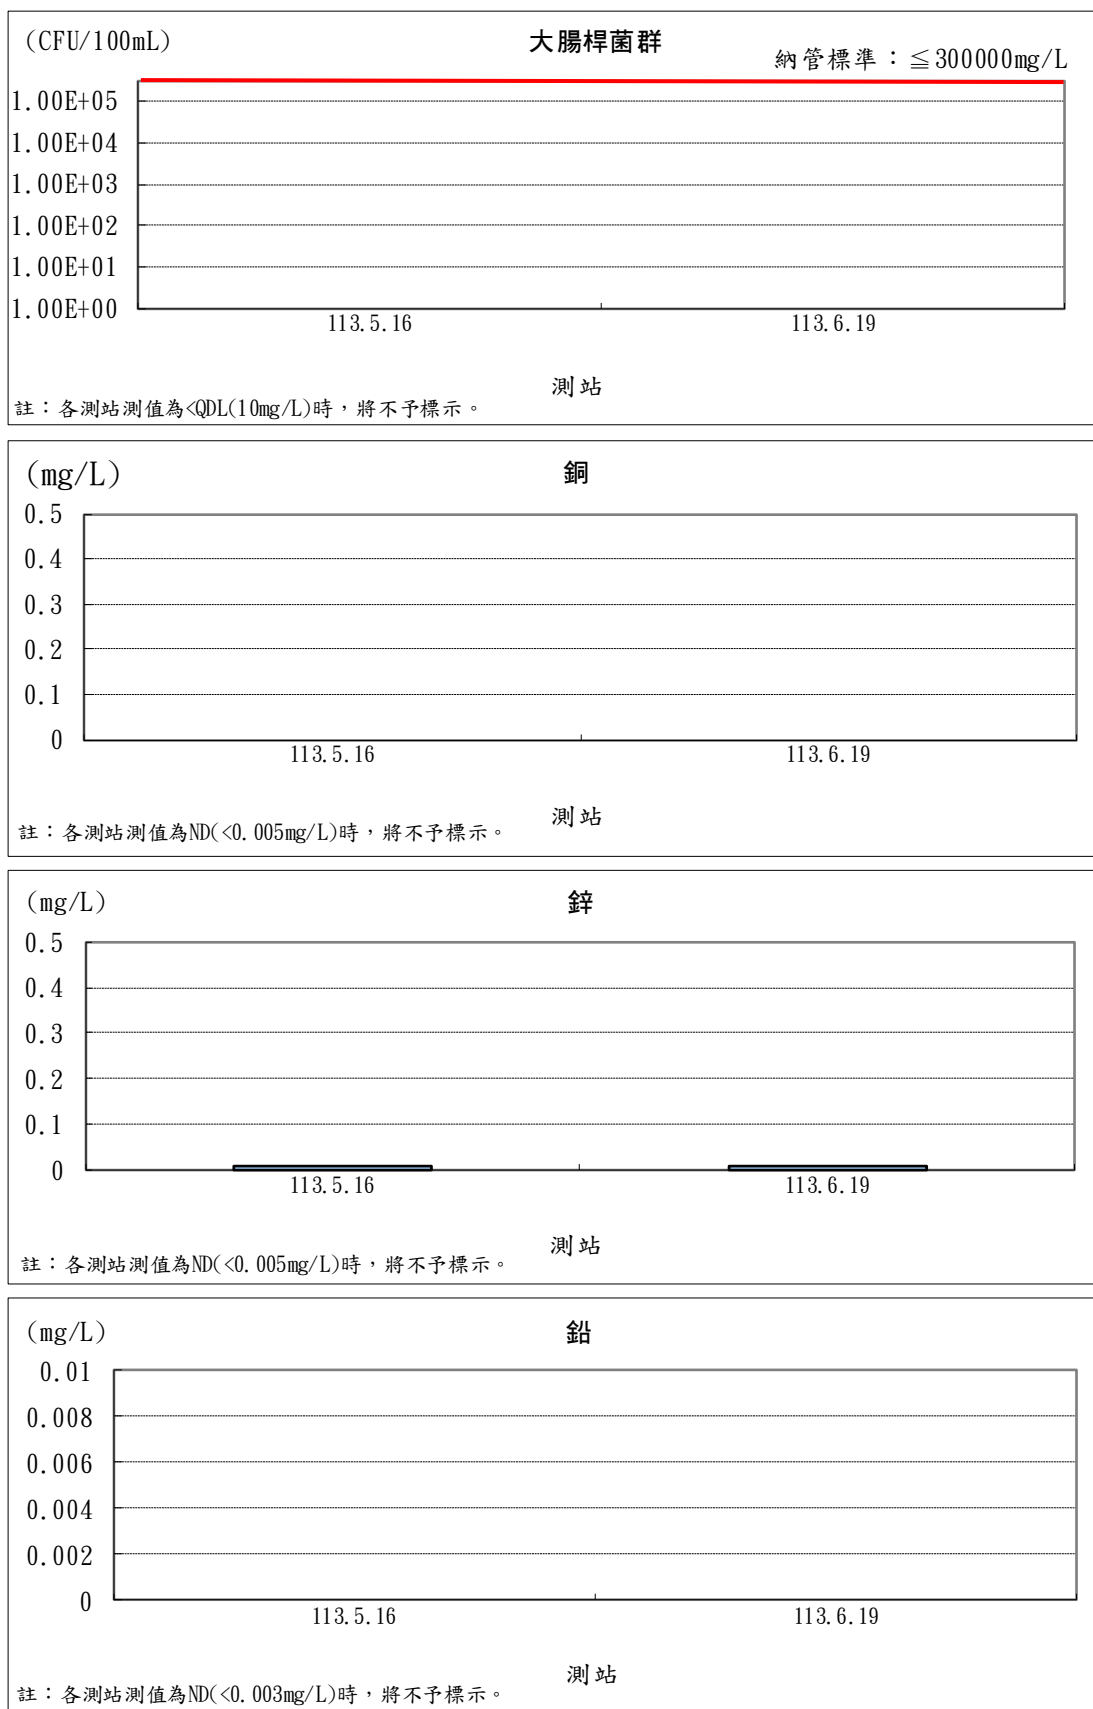 (CFU/100mL)
大腸桿菌群
納管標準：≦300000mg/L
1.00E+05
1.00E+04
1.00E+03
1.00E+02
1.00E+01
1.00E+00
113.5.16
113.6.19
測站
註：各測站測值為<QDL(10mg/L)時，將不予標示。
(mg/L)
銅
0.5
0.4
0.3
0.2
0.1
0
113.5.16
113.6.19
測站
註：各測站測值為ND(<0.005mg/L)時，將不予標示。
(mg/L)
鋅
0.5
0.4
0.3
0.2
0.1
0
113.5.16
113.6.19
測站
註：各測站測值為ND(<0.005mg/L)時，將不予標示。
(mg/L)
鉛
0.01
0.008
0.006
0.004
0.002
0
113.5.16
113.6.19
測站
註：各測站測值為ND(<0.003mg/L)時，將不予標示。